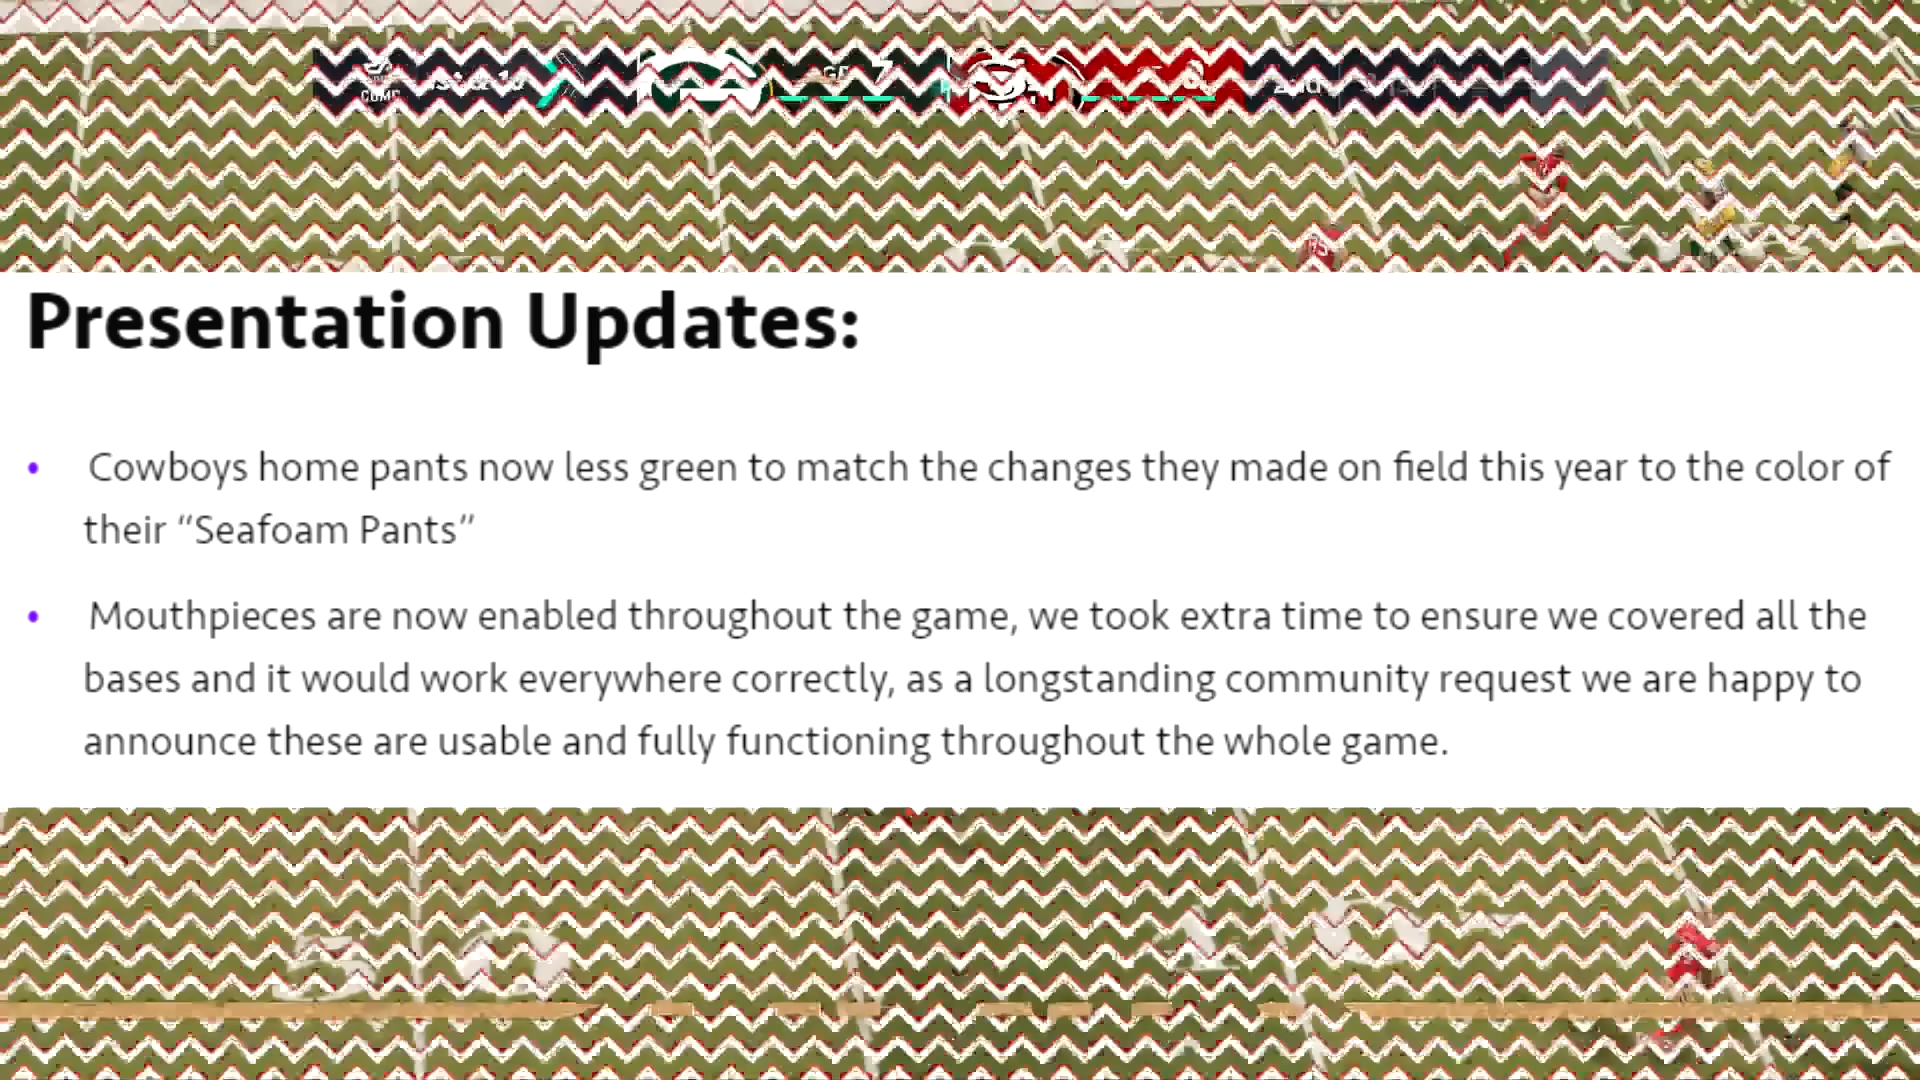 Presentation Updates:
• Cowboys home pants now less green to match the changes they made on field this year to the color of
their “Seafoam Pants”
• Mouthpieces are now enabled throughout the game, we took extra time to ensure we covered all the
bases and it would work everywhere correctly, as a longstanding community request we are happy to
announce these are usable and fully functioning throughout the whole game.